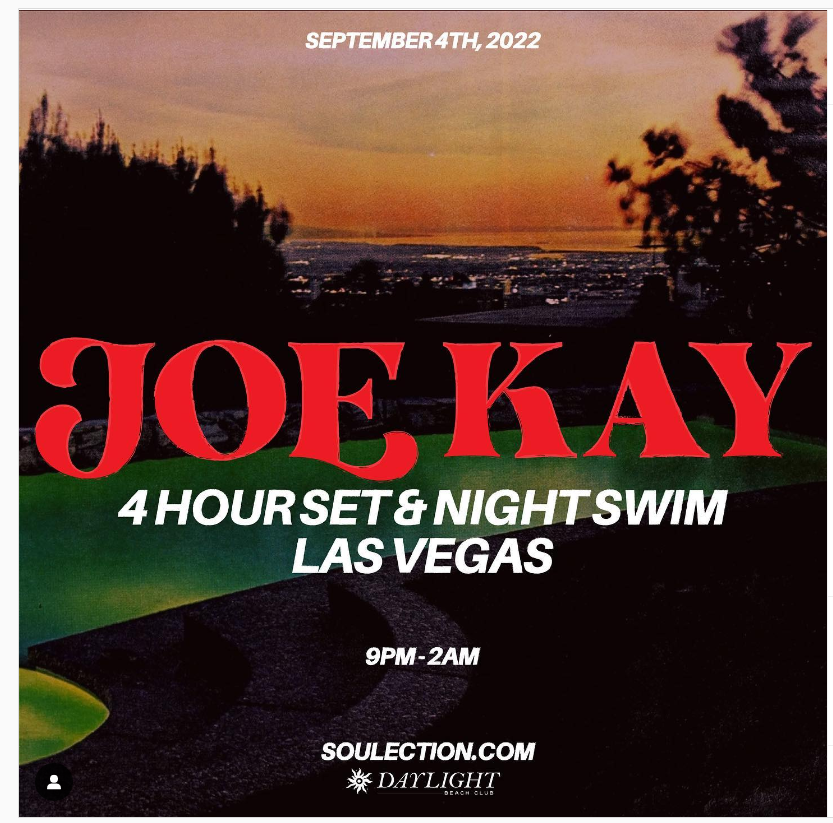 SEPTEMBER 4TH, 2022
JOE KAY
4 HOUR SET & NIGHT SWIM
LAS VEGAS
9PM - 2AM
SOULECTION.COM
DAYLIGHT
BEACH CLUB